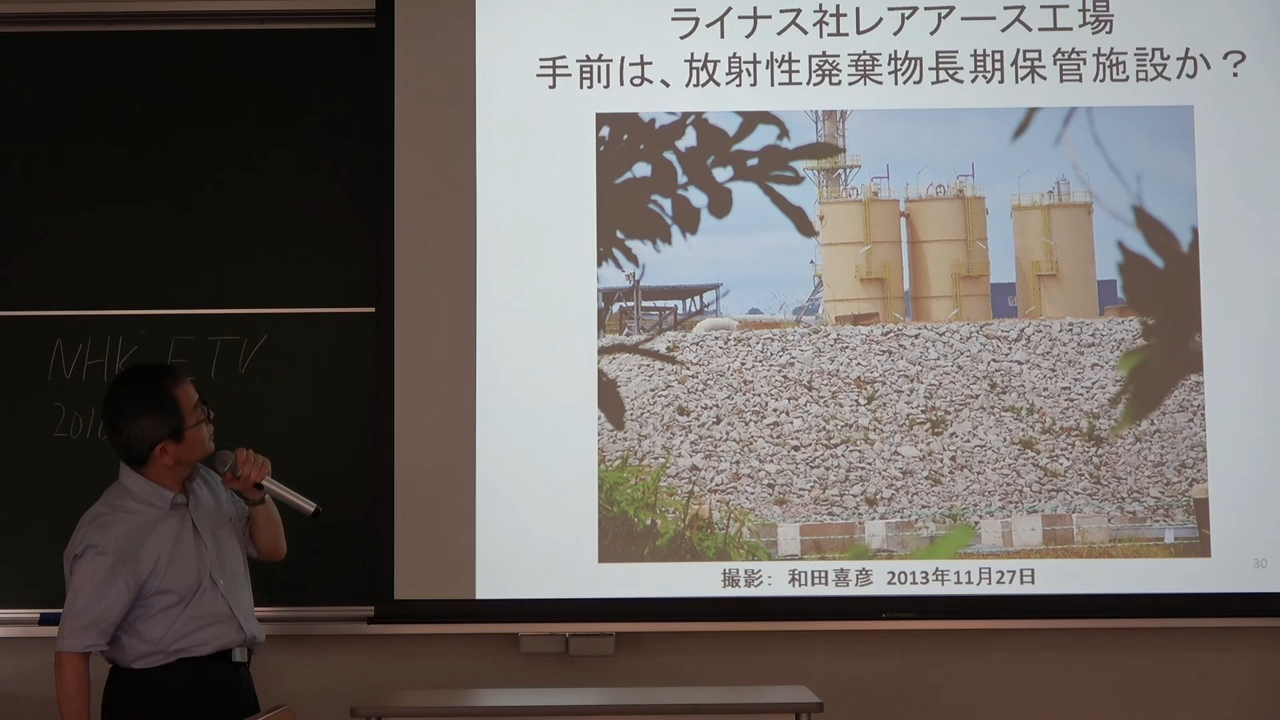 ライナス社レアアース工場
手前は、放射性廃棄物長期保管施設か？
撮影： 和田喜彦 2013年11月27日
30
NHK ETV